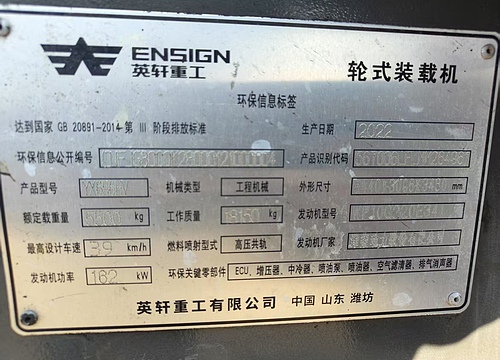 ENSIGN
英轩重工
轮式装载机
环保信息标签
达到国家 GB 20891-2014 第 III 阶段排放标准
生产日期 2022
环保信息公开编号
产品识别代码
产品型号
机械类型 工程机械
外形尺寸 mm
额定载重量 kg
工作质量 kg
发动机型号
最高设计车速 39 km/h
燃料喷射型式 高压共轨
发动机厂家
发动机功率 162 kW
环保关键零部件 ECU、增压器、中冷器、喷油泵、喷油器、空气滤清器、排气消声器
英轩重工有限公司 中国 山东 潍坊